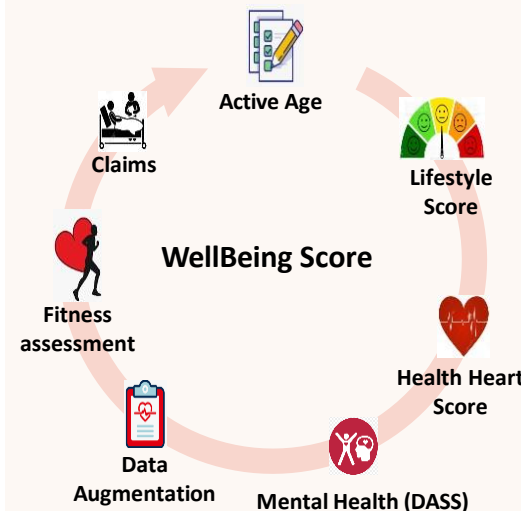 Active Age
Lifestyle
Score
Health Heart
Score
Mental Health (DASS)
Data
Augmentation
Fitness
assessment
Claims
WellBeing Score